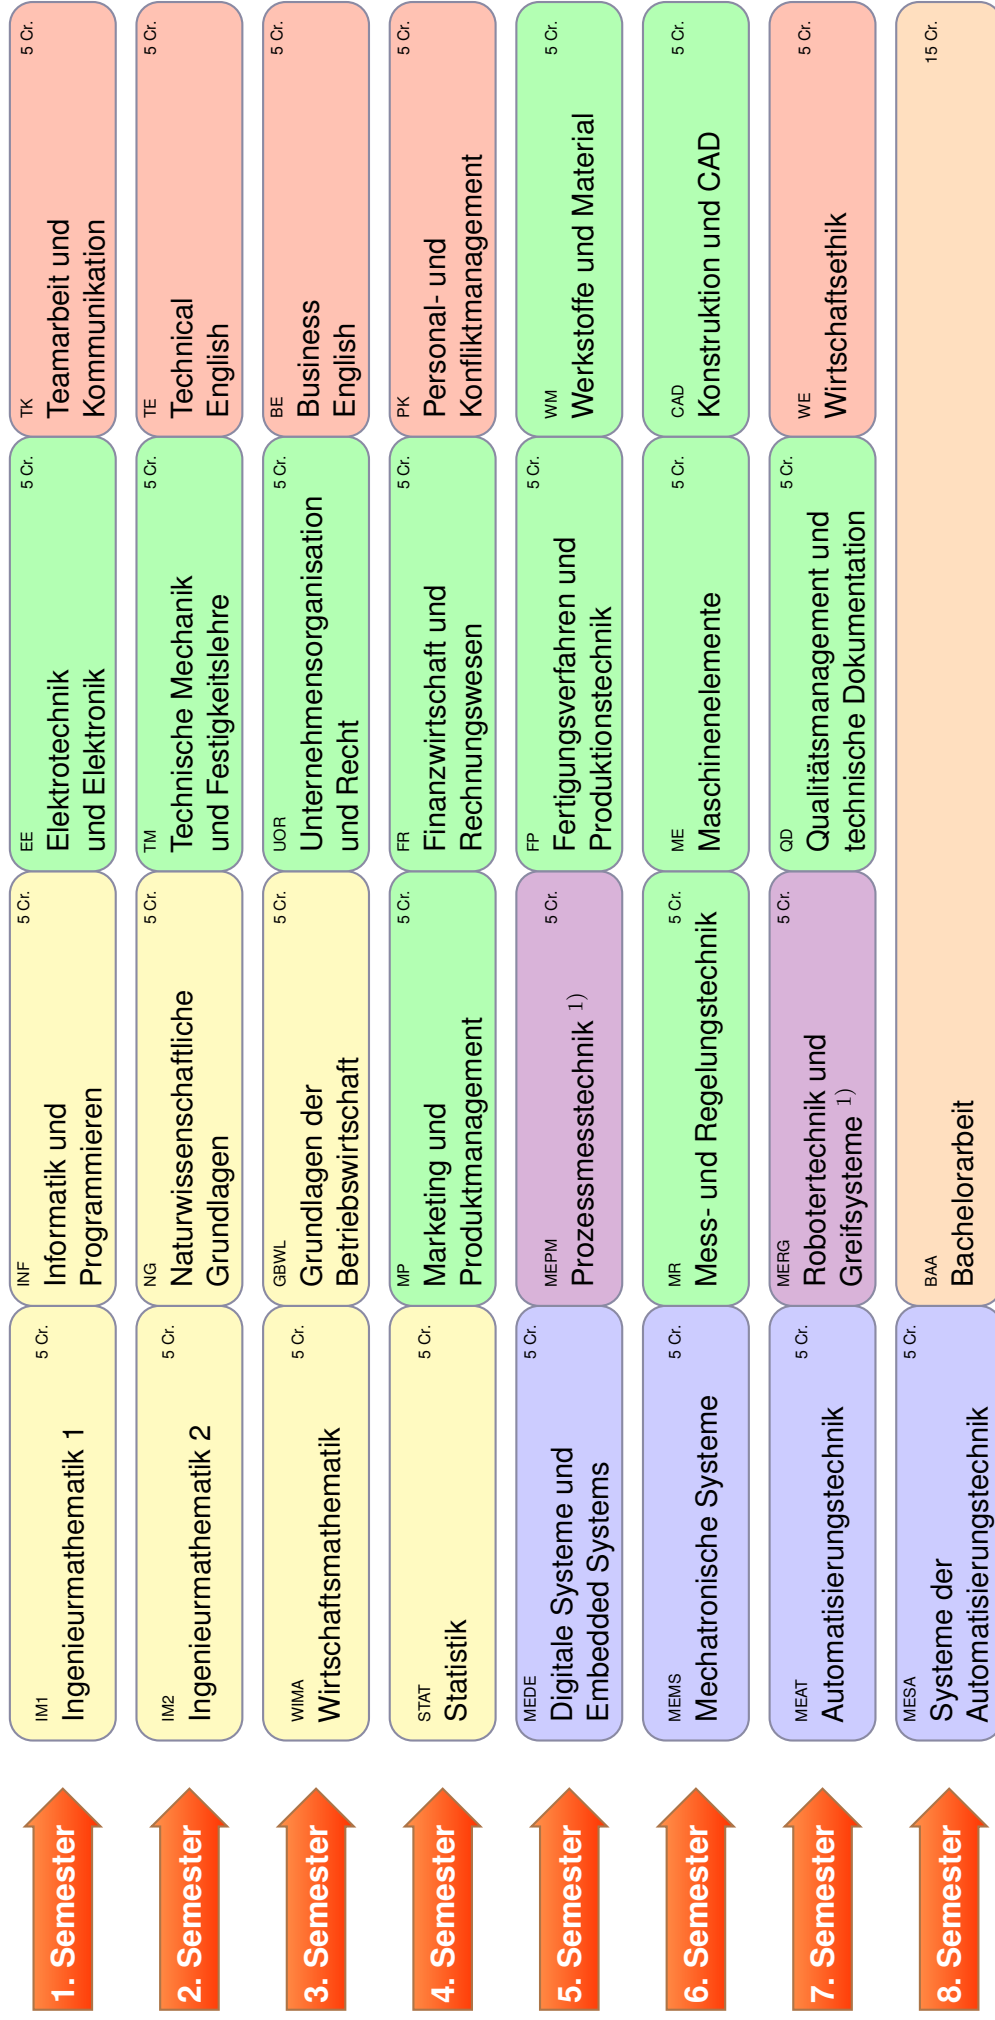 1. Semester
IM1
5 Cr.
Ingenieurmathematik 1
INF
5 Cr.
Informatik und
Programmieren
EE
5 Cr.
Elektrotechnik
und Elektronik
TK
5 Cr.
Teamarbeit und
Kommunikation
2. Semester
IM2
5 Cr.
Ingenieurmathematik 2
NG
5 Cr.
Naturwissenschaftliche
Grundlagen
TM
5 Cr.
Technische Mechanik
und Festigkeitslehre
TE
5 Cr.
Technical
English
3. Semester
WIMA
5 Cr.
Wirtschaftsmathematik
GBWL
5 Cr.
Grundlagen der
Betriebswirtschaft
UOR
5 Cr.
Unternehmensorganisation
und Recht
BE
5 Cr.
Business
English
4. Semester
STAT
5 Cr.
Statistik
MP
5 Cr.
Marketing und
Produktmanagement
FR
5 Cr.
Finanzwirtschaft und
Rechnungswesen
PK
5 Cr.
Personal- und
Konfliktmanagement
5. Semester
MEDE
5 Cr.
Digitale Systeme und
Embedded Systems
MEPM
5 Cr.
Prozessmesstechnik 1)
FP
5 Cr.
Fertigungsverfahren und
Produktionstechnik
WM
5 Cr.
Werkstoffe und Material
6. Semester
MEMS
5 Cr.
Mechatronische Systeme
MR
5 Cr.
Mess- und Regelungstechnik
ME
5 Cr.
Maschinenelemente
CAD
5 Cr.
Konstruktion und CAD
7. Semester
MEAT
5 Cr.
Automatisierungstechnik
MERG
5 Cr.
Robotertechnik und
Greifsysteme 1)
QD
5 Cr.
Qualitätsmanagement und
technische Dokumentation
WE
5 Cr.
Wirtschaftsethik
8. Semester
MESA
5 Cr.
Systeme der
Automatisierungstechnik
BAA
15 Cr.
Bachelorarbeit